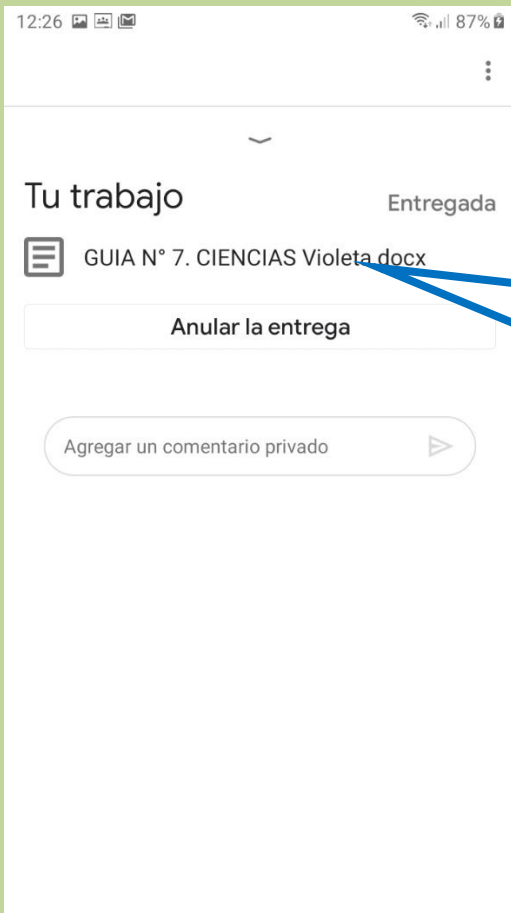 12:26 87%
Tu trabajo
Entregada
GUIA N° 7. CIENCIAS Violeta.docx
Anular la entrega
Agregar un comentario privado